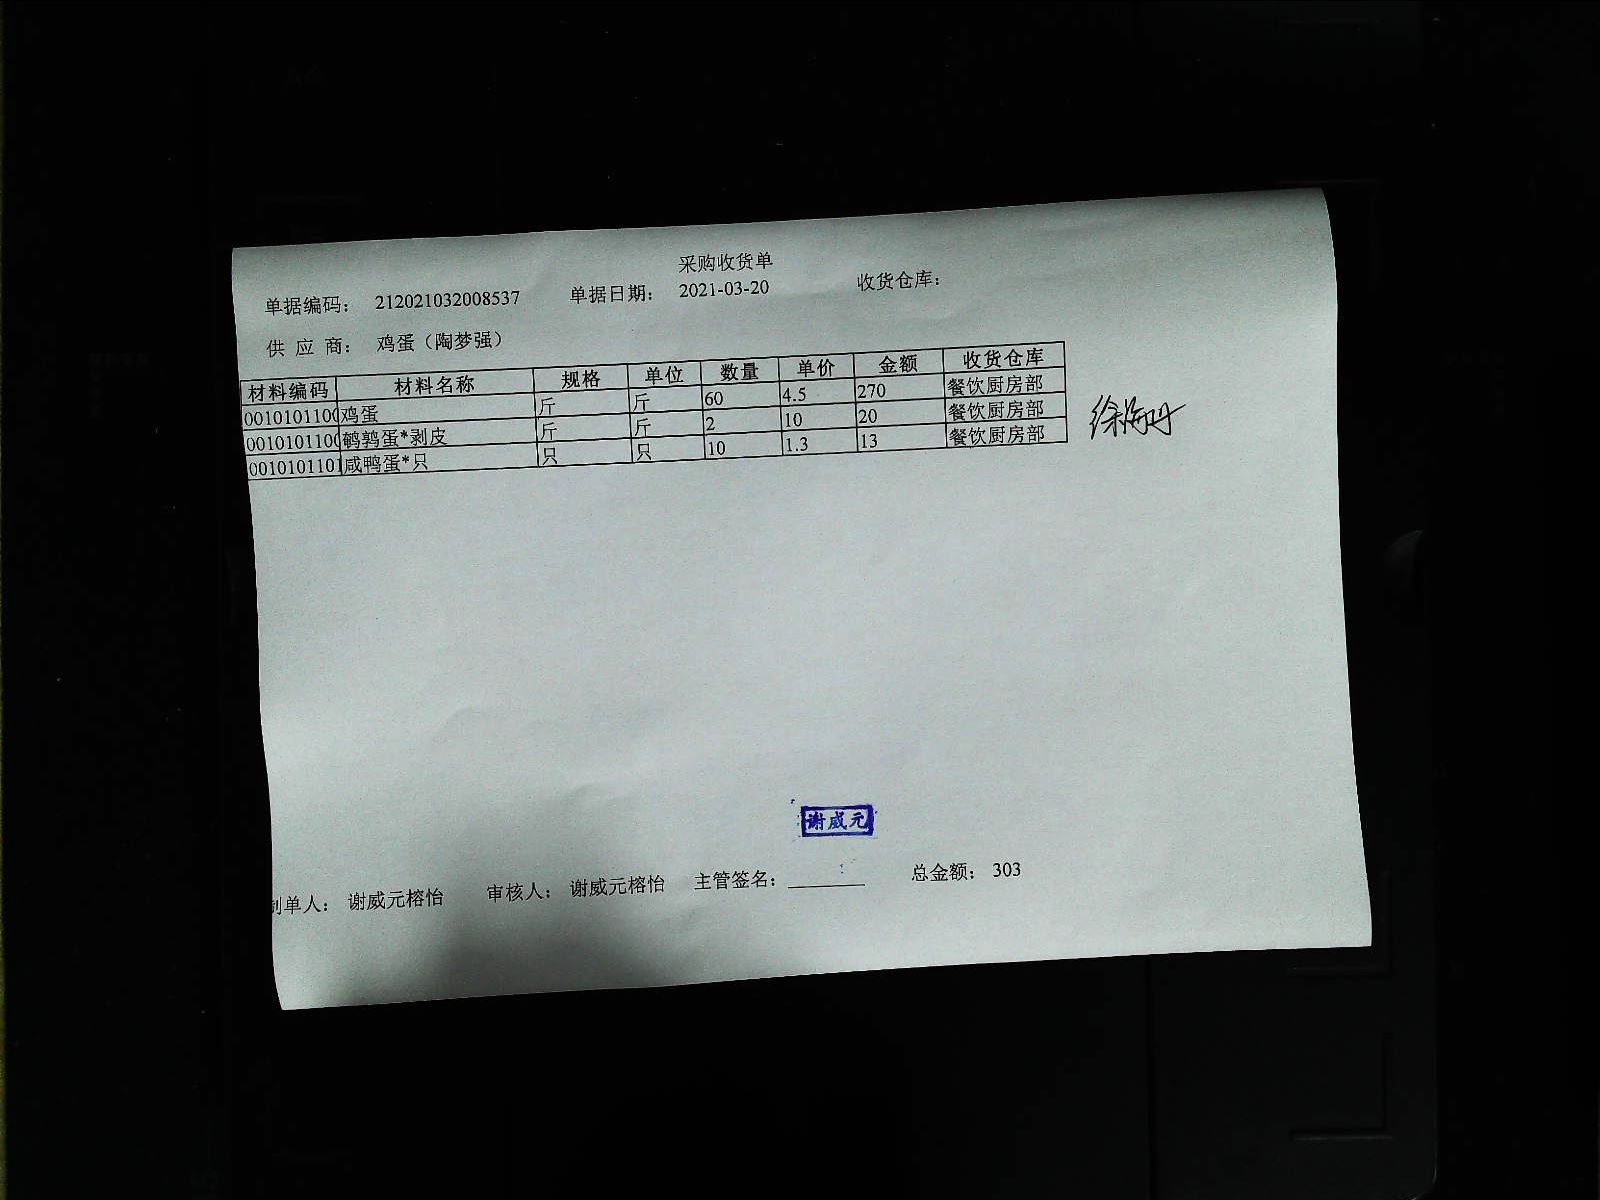 采购收货单
单据编码： 212021032008537 单据日期： 2021-03-20 收货仓库：
供 应 商： 鸡蛋（陶梦强）
材料编码 材料名称 规格 单位 数量 单价 金额 收货仓库
0010101100 鸡蛋 斤 斤 60 4.5 270 餐饮厨房部
0010101100 鹌鹑蛋*剥皮 斤 斤 2 10 20 餐饮厨房部
0010101101 咸鸭蛋*只 只 只 10 1.3 13 餐饮厨房部
谢威元
制单人： 谢威元榕怡 审核人： 谢威元榕怡 主管签名： 总金额： 303